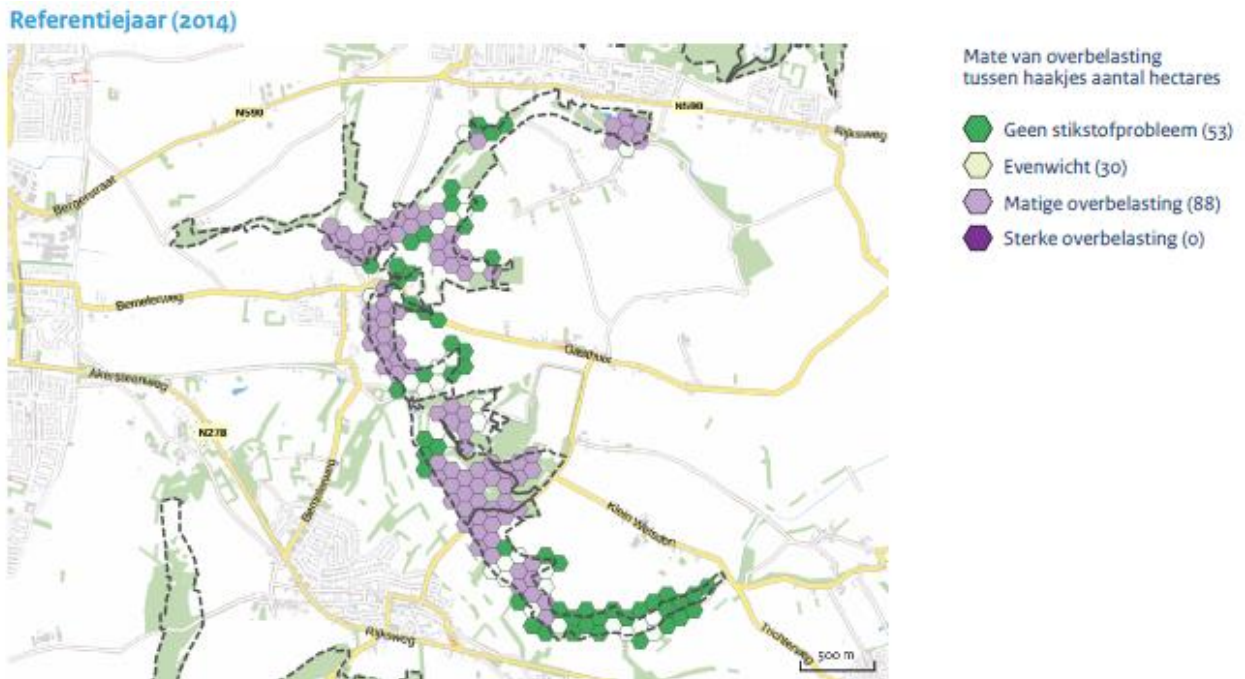 Referentiejaar (2014)
Mate van overbelasting
tussen haakjes aantal hectares
Geen stikstofprobleem (53)
Evenwicht (30)
Matige overbelasting (88)
Sterke overbelasting (0)
N590
N590
Rijksweg
Bergerstraat
Bemelerweg
Gasthuis
Akersteenweg
N278
Bemelerweg
Klein Welsden
Rijksweg
Trichterweg
500 m